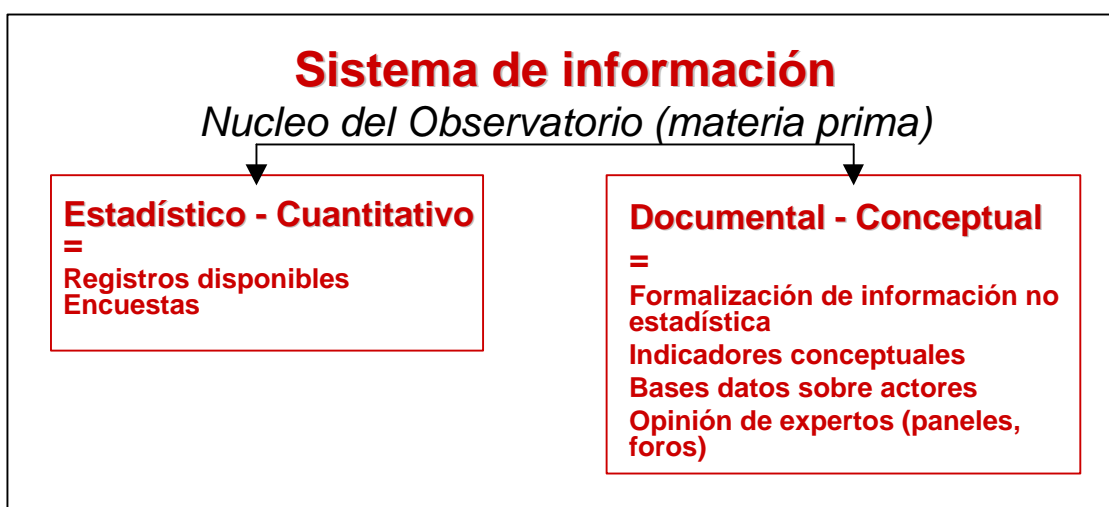 Sistema de información
Nucleo del Observatorio (materia prima)
Estadístico - Cuantitativo
=
Registros disponibles
Encuestas
Documental - Conceptual
=
Formalización de información no
estadística
Indicadores conceptuales
Bases datos sobre actores
Opinión de expertos (paneles,
foros)